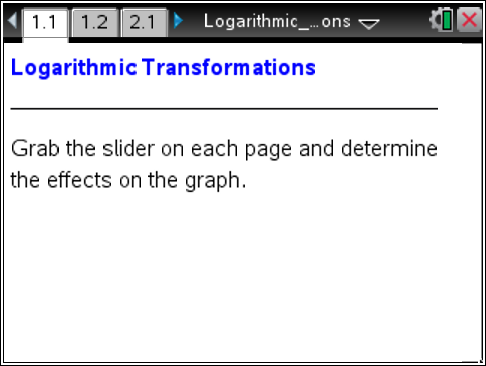 1.1 1.2 2.1 Logarithmic_...ons
Logarithmic Transformations
Grab the slider on each page and determine
the effects on the graph.